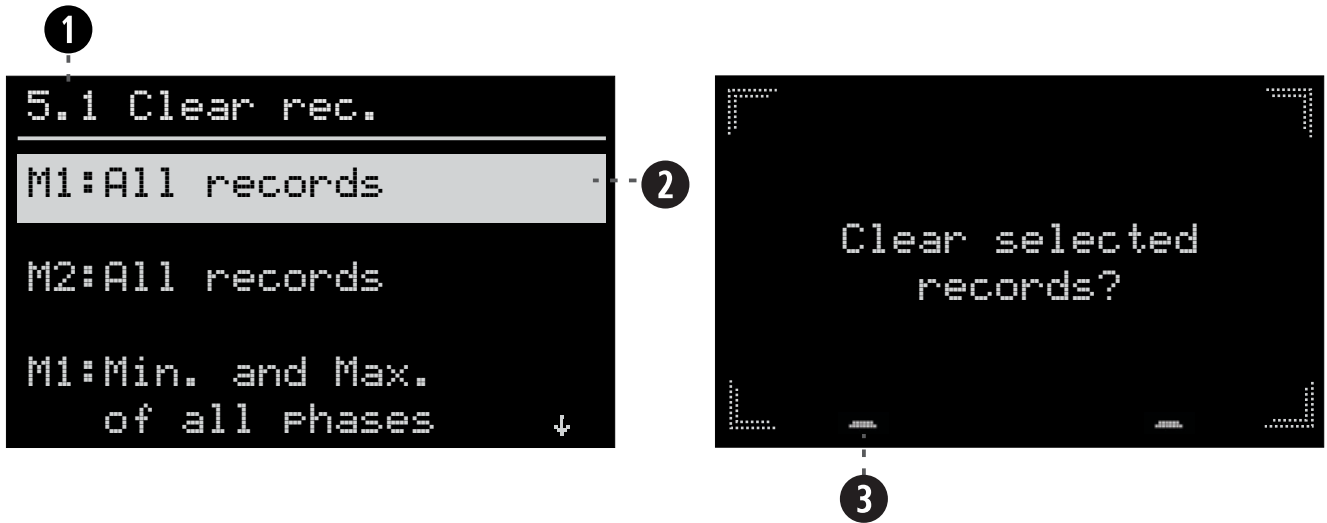 1
5.1 Clear rec.
M1:All records
2
M2:All records
M1:Min. and Max.
of all phases
Clear selected
records?
3